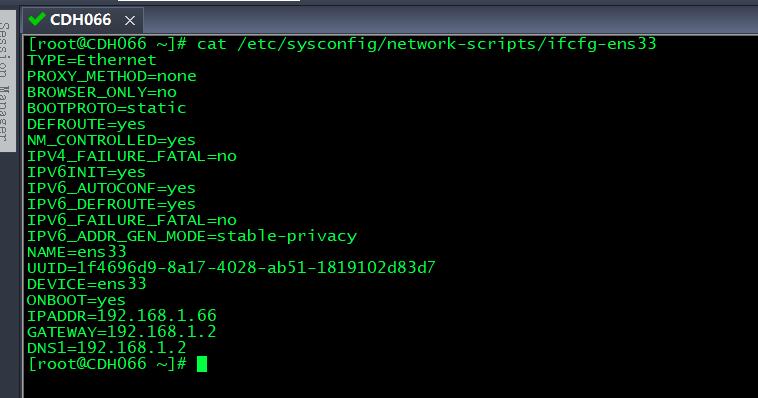 CDH066
Session Manager
[root@CDH066 ~]# cat /etc/sysconfig/network-scripts/ifcfg-ens33
TYPE=Ethernet
PROXY_METHOD=none
BROWSER_ONLY=no
BOOTPROTO=static
DEFROUTE=yes
NM_CONTROLLED=yes
IPV4_FAILURE_FATAL=no
IPV6INIT=yes
IPV6_AUTOCONF=yes
IPV6_DEFROUTE=yes
IPV6_FAILURE_FATAL=no
IPV6_ADDR_GEN_MODE=stable-privacy
NAME=ens33
UUID=1f4696d9-8a17-4028-ab51-1819102d83d7
DEVICE=ens33
ONBOOT=yes
IPADDR=192.168.1.66
GATEWAY=192.168.1.2
DNS1=192.168.1.2
[root@CDH066 ~]#